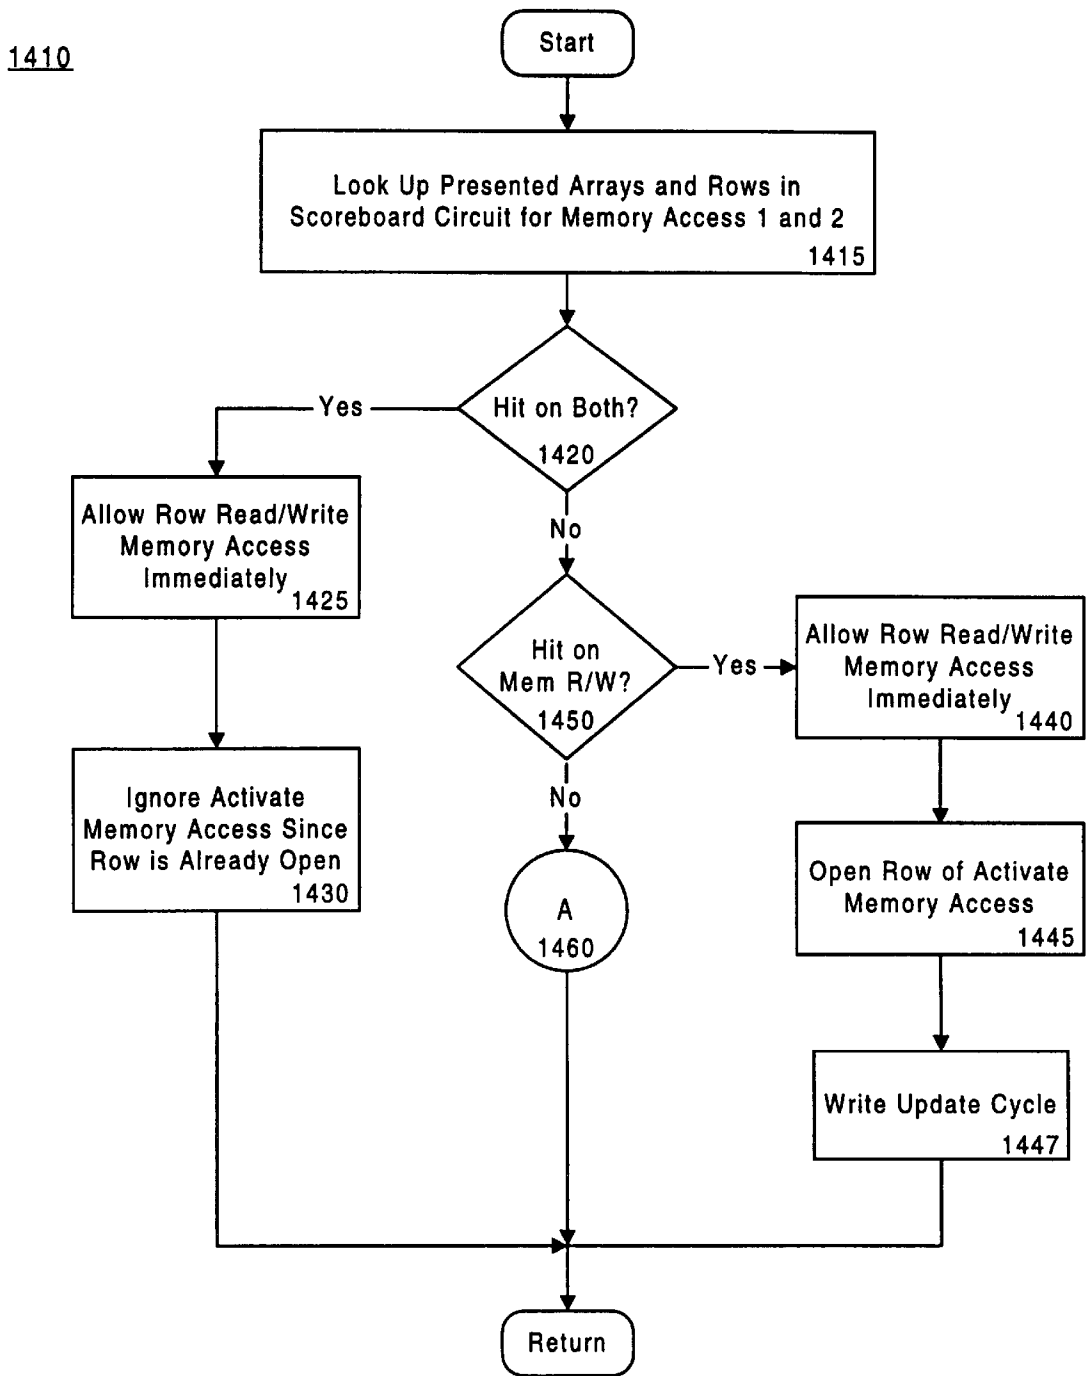 1410
Start
Look Up Presented Arrays and Rows in
Scoreboard Circuit for Memory Access 1 and 2
1415
Hit on Both?
1420
Yes
No
Allow Row Read/Write
Memory Access
Immediately
1425
Ignore Activate
Memory Access Since
Row is Already Open
1430
Hit on
Mem R/W?
1450
Yes
No
Allow Row Read/Write
Memory Access
Immediately
1440
Open Row of Activate
Memory Access
1445
Write Update Cycle
1447
A
1460
Return